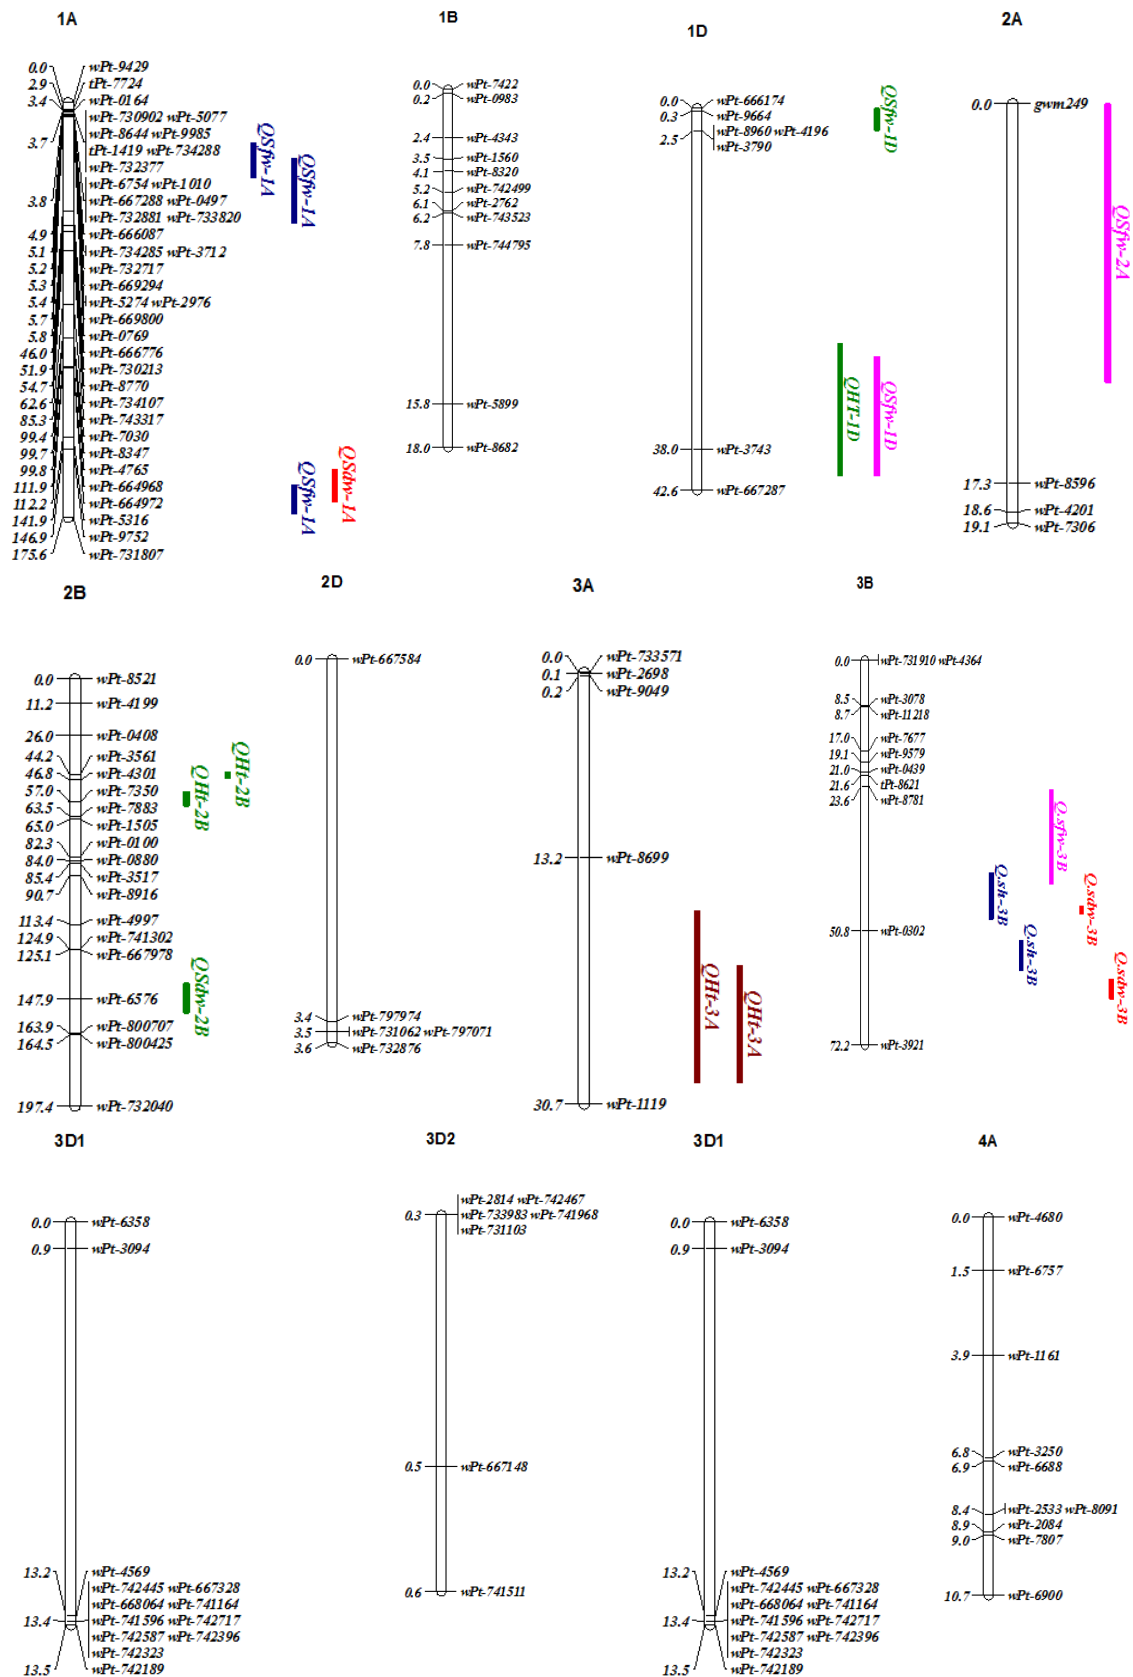 1A
0.0 wPt-9429
2.9 tPt-7724
3.4 wPt-0164
wPt-730902 wPt-5077
3.7 wPt-8644 wPt-9985
tPt-1419 wPt-734288
wPt-732377
wPt-6754 wPt-1010
3.8 wPt-667288 wPt-0497
wPt-732881 wPt-733820
4.9 wPt-666087
5.1 wPt-734285 wPt-3712
5.2 wPt-732717
5.3 wPt-669294
5.4 wPt-5274 wPt-2976
5.7 wPt-669800
5.8 wPt-0769
46.0 wPt-666776
51.9 wPt-730213
54.7 wPt-8770
62.6 wPt-734107
85.3 wPt-743317
99.4 wPt-7030
99.7 wPt-8347
99.8 wPt-4765
111.9 wPt-664968
112.2 wPt-664972
141.9 wPt-5316
146.9 wPt-9752
175.6 wPt-731807
QSfw-1A
QSfw-1A
QSfw-1A
QSdw-1A
1B
0.0 wPt-7422
0.2 wPt-0983
2.4 wPt-4343
3.5 wPt-1560
4.1 wPt-8320
5.2 wPt-742499
6.1 wPt-2762
6.2 wPt-743523
7.8 wPt-744795
15.8 wPt-5899
18.0 wPt-8682
1D
0.0 wPt-666174
0.3 wPt-9664
2.5 wPt-8960 wPt-4196
wPt-3790
38.0 wPt-3743
42.6 wPt-667287
QSfw-1D
QHT-1D
QSfw-1D
2A
0.0 gwm249
17.3 wPt-8596
18.6 wPt-4201
19.1 wPt-7306
QSfw-2A
2B
0.0 wPt-8521
11.2 wPt-4199
26.0 wPt-0408
44.2 wPt-3561
46.8 wPt-4301
57.0 wPt-7350
63.5 wPt-7883
65.0 wPt-1505
82.3 wPt-0100
84.0 wPt-0880
85.4 wPt-3517
90.7 wPt-8916
113.4 wPt-4997
124.9 wPt-741302
125.1 wPt-667978
147.9 wPt-6576
163.9 wPt-800707
164.5 wPt-800425
197.4 wPt-732040
QHt-2B
QHt-2B
QSdw-2B
2D
0.0 wPt-667584
3.4 wPt-797974
3.5 wPt-731062 wPt-797071
3.6 wPt-732876
3A
0.0 wPt-733571
0.1 wPt-2698
0.2 wPt-9049
13.2 wPt-8699
30.7 wPt-1119
QHt-3A
QHt-3A
3B
0.0 wPt-731910 wPt-4364
8.5 wPt-3078
8.7 wPt-11218
17.0 wPt-7677
19.1 wPt-9579
21.0 wPt-0439
21.6 tPt-8621
23.6 wPt-8781
50.8 wPt-0302
72.2 wPt-3921
Q.sh-3B
Q.sh-3B
Q.sfw-3B
Q.sdw-3B
Q.sdw-3B
3D1
0.0 wPt-6358
0.9 wPt-3094
13.2 wPt-4569
wPt-742445 wPt-667328
wPt-668064 wPt-741164
13.4 wPt-741596 wPt-742717
wPt-742587 wPt-742396
wPt-742323
13.5 wPt-742189
3D2
wPt-2814 wPt-742467
0.3 wPt-733983 wPt-741968
wPt-731103
0.5 wPt-667148
0.6 wPt-741511
3D1
0.0 wPt-6358
0.9 wPt-3094
13.2 wPt-4569
wPt-742445 wPt-667328
wPt-668064 wPt-741164
13.4 wPt-741596 wPt-742717
wPt-742587 wPt-742396
wPt-742323
13.5 wPt-742189
4A
0.0 wPt-4680
1.5 wPt-6757
3.9 wPt-1161
6.8 wPt-3250
6.9 wPt-6688
8.4 wPt-2533 wPt-8091
8.9 wPt-2084
9.0 wPt-7807
10.7 wPt-6900